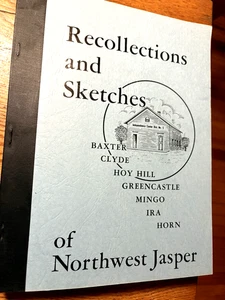 Recollections
and
Sketches
BAXTER
CLYDE
HOY HILL
GREENCASTLE
MINGO
IRA
HORN
of
Northwest Jasper